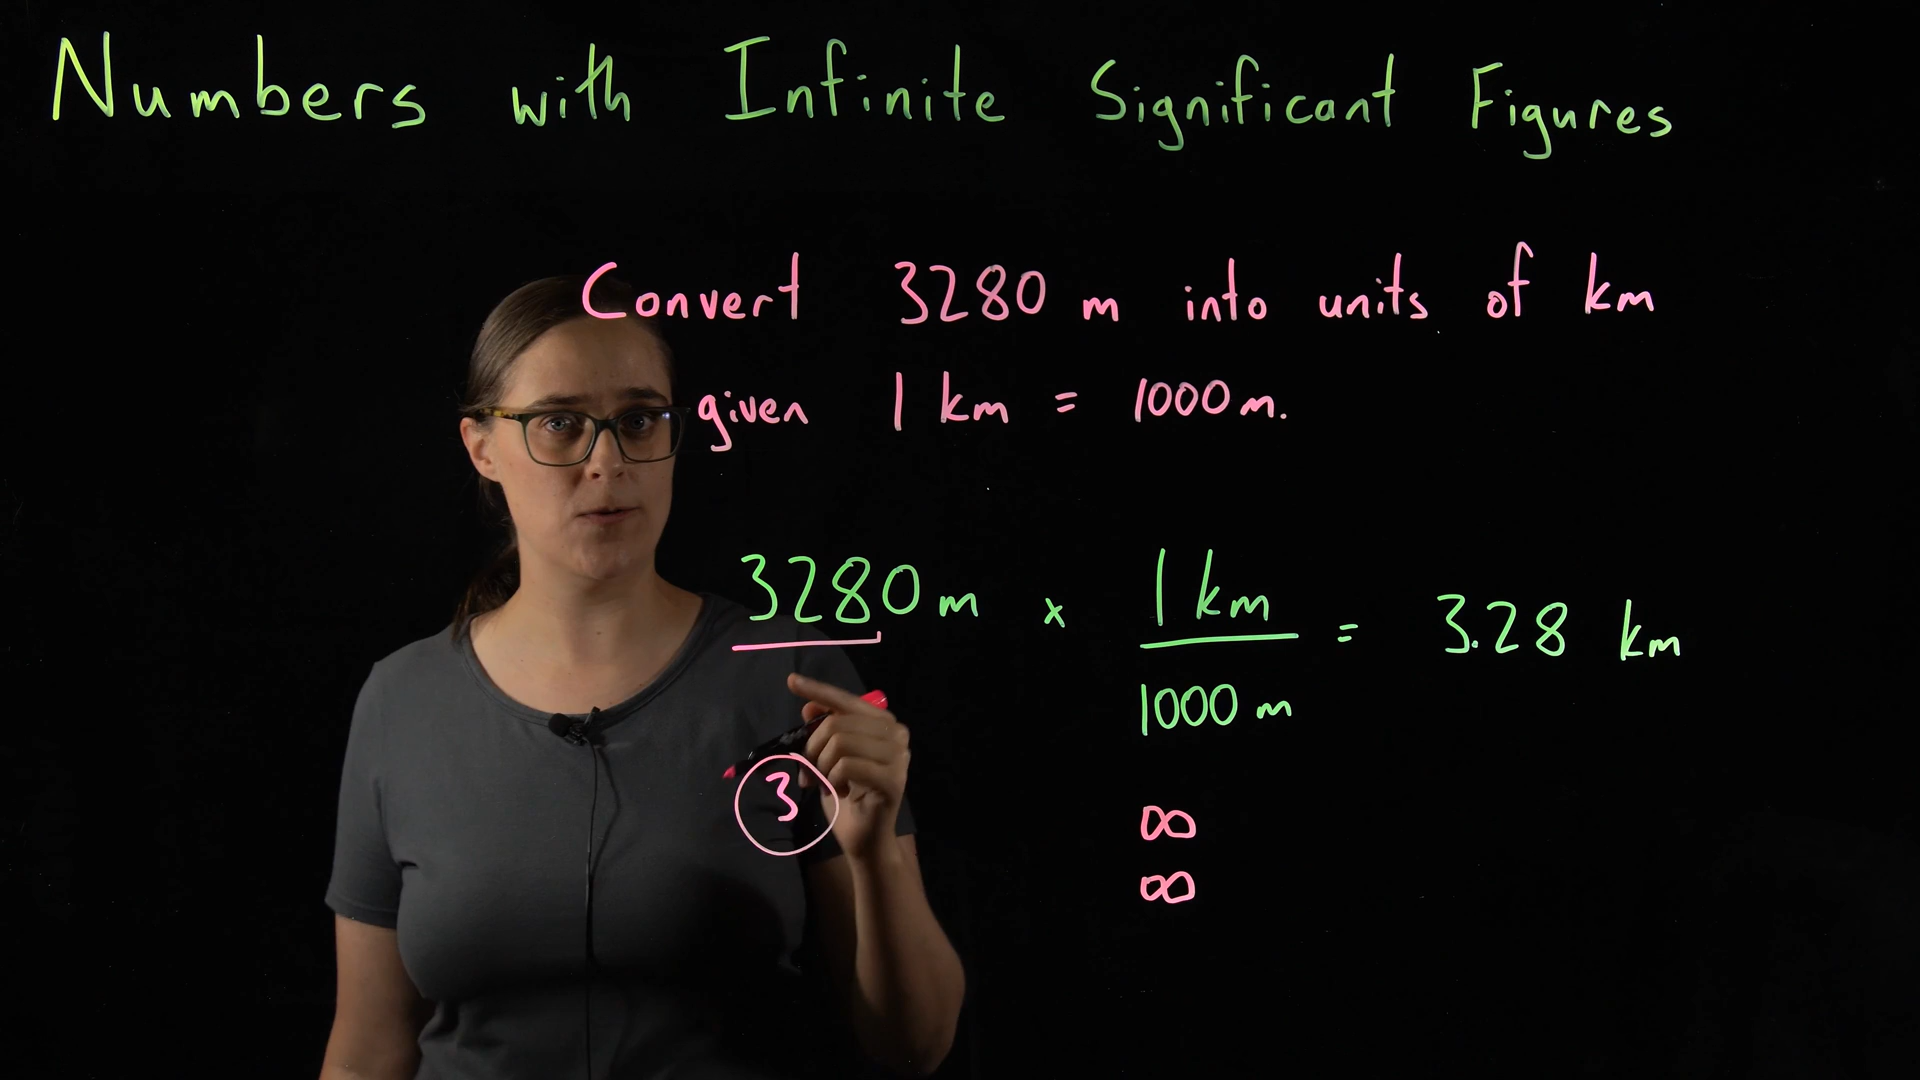 Numbers with Infinite Significant Figures
Convert 3280 m into units of km
given 1 km = 1000 m.
3280 m x 1 km = 3.28 km
1000 m
3
∞
∞